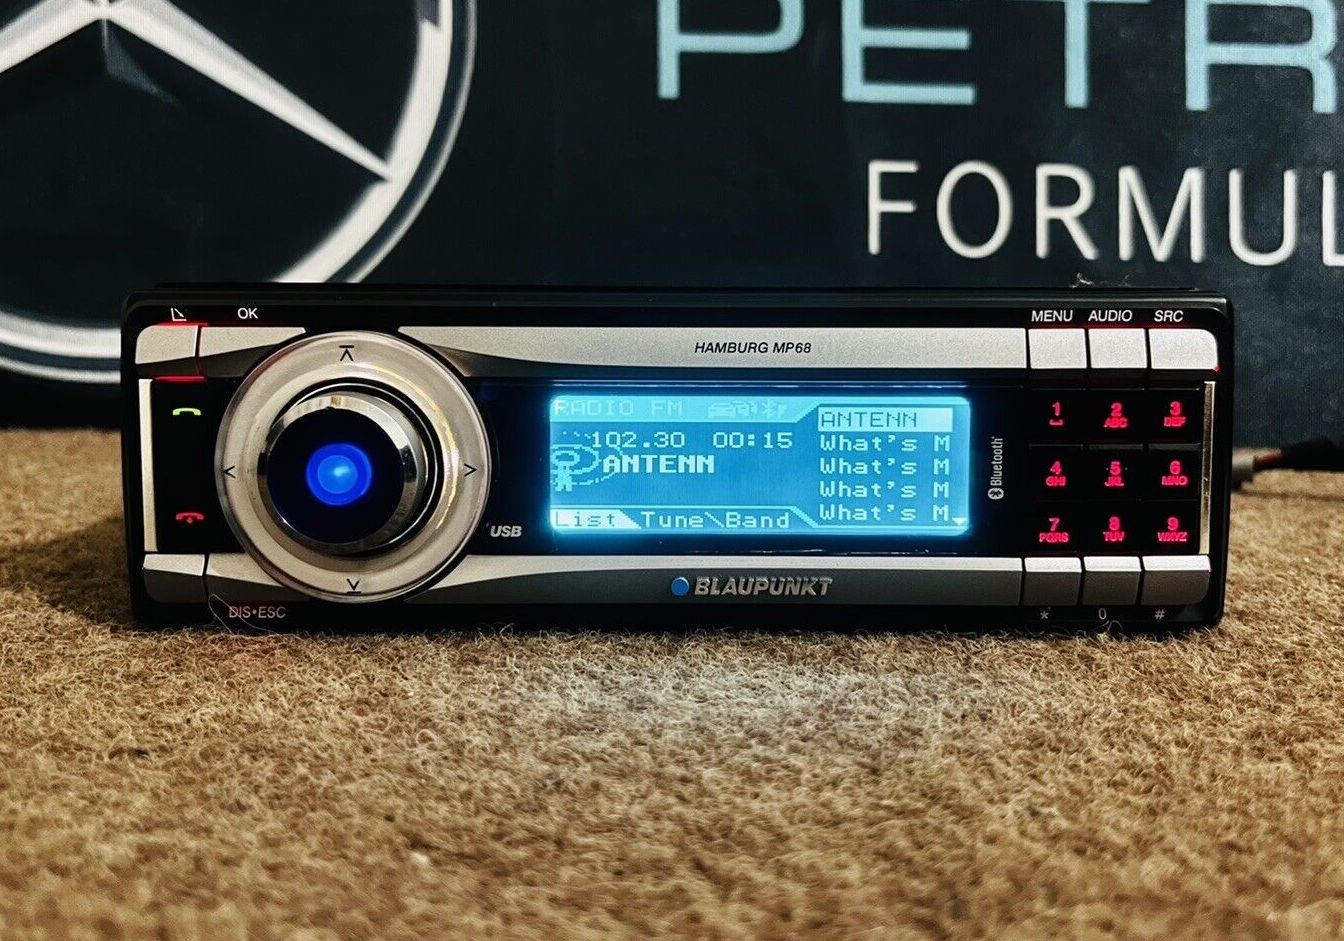 PETR
FORMUL
OK
MENU AUDIO SRC
HAMBURG MP68
RADIO FM
102.30 00:15
ANTENN
List Tune Band
ANTENN
What's M
What's M
What's M
What's M
Bluetooth
USB
1
2 ABC
3 DEF
4 GHI
5 JKL
6 MNO
7 PQRS
8 TUV
9 WXYZ
BLAUPUNKT
DIS•ESC
* 0 #